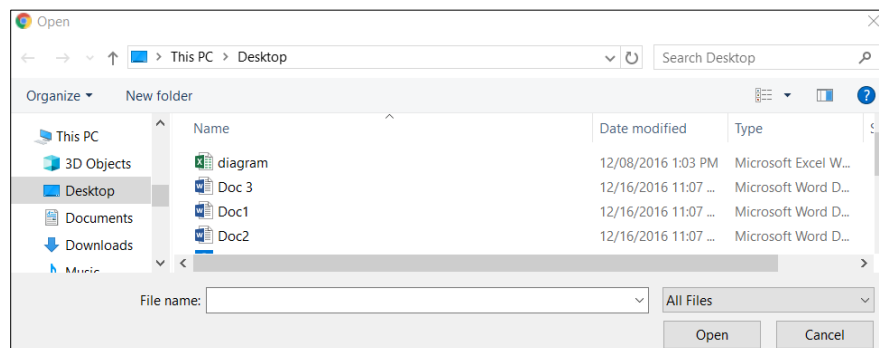 Open
This PC > Desktop
Search Desktop
Organize
New folder
This PC
3D Objects
Desktop
Documents
Downloads
Music
Name
Date modified
Type
diagram
12/08/2016 1:03 PM
Microsoft Excel W...
Doc 3
12/16/2016 11:07 ...
Microsoft Word D...
Doc1
12/16/2016 11:07 ...
Microsoft Word D...
Doc2
12/16/2016 11:07 ...
Microsoft Word D...
File name:
All Files
Open
Cancel